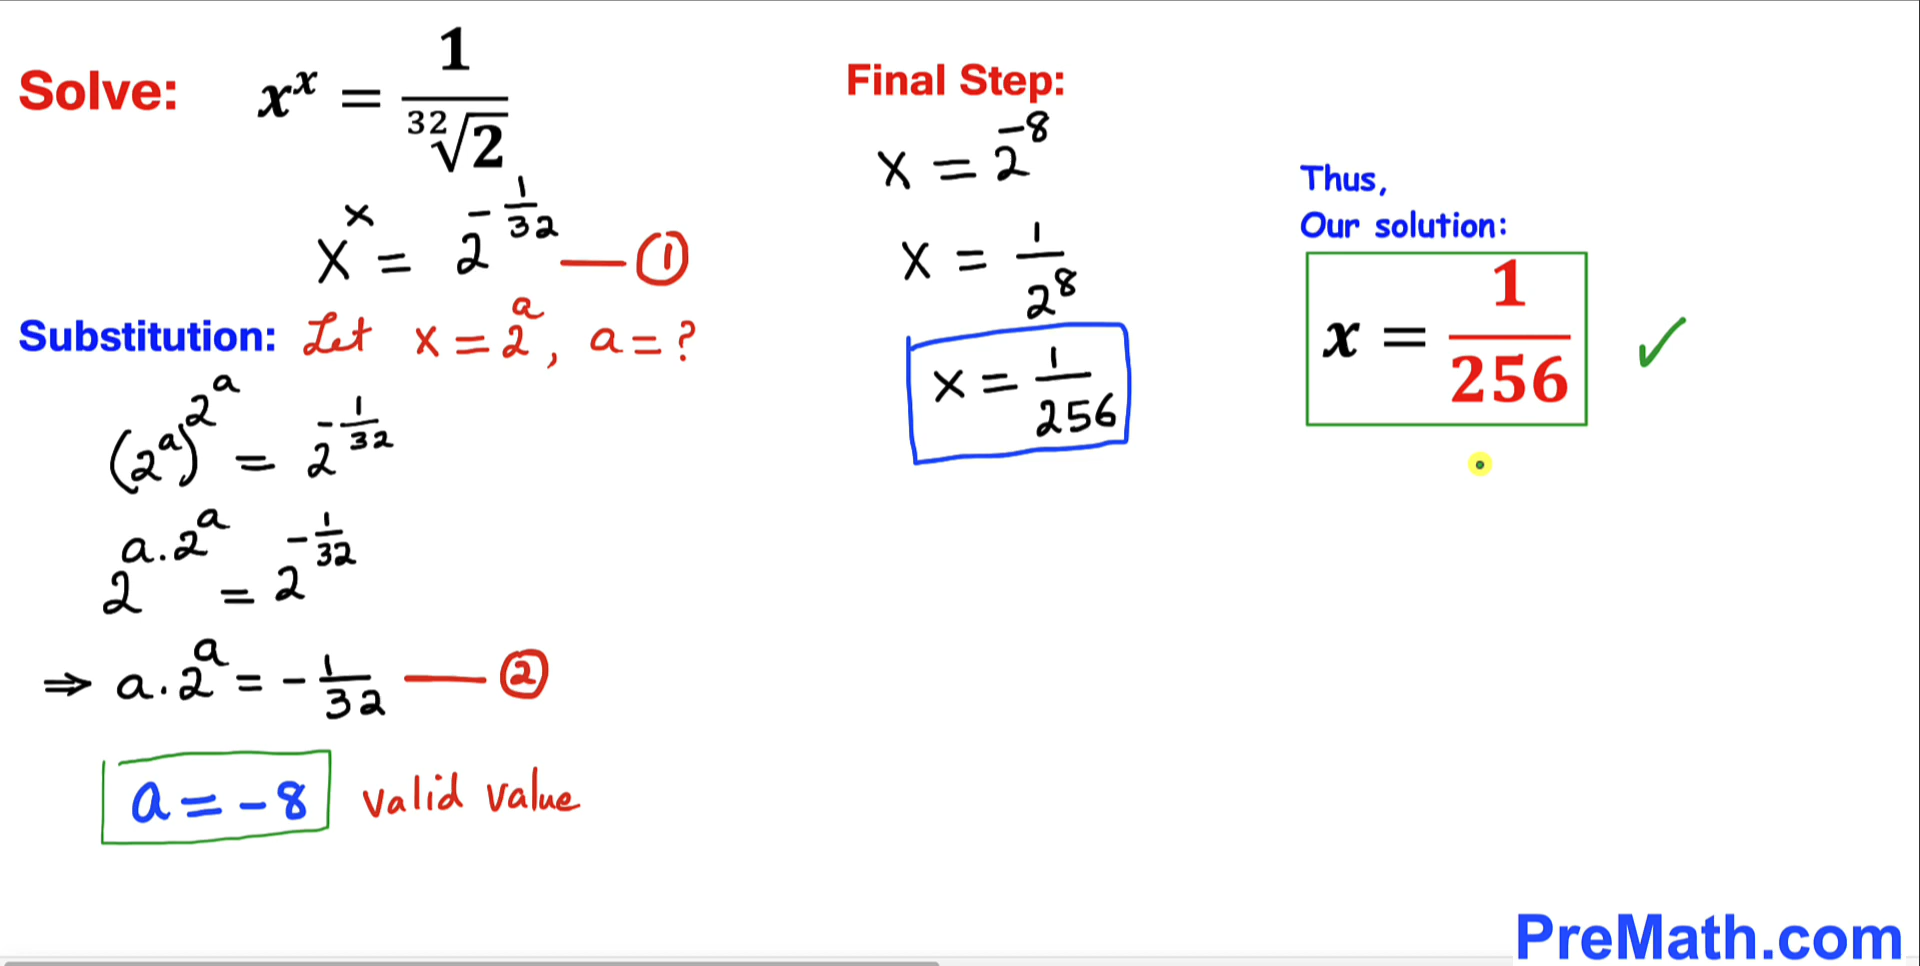 Solve: x^x = 1/³²√2
x^x = 2^(-1/32) — ①
Substitution: Let x = 2^a, a = ?
(2^a)^(2^a) = 2^(-1/32)
2^(a.2^a) = 2^(-1/32)
⇒ a.2^a = -1/32 — ②
a = -8 valid value
Final Step:
x = 2^-8
x = 1/2^8
x = 1/256
Thus,
Our solution:
x = 1/256 ✓
PreMath.com